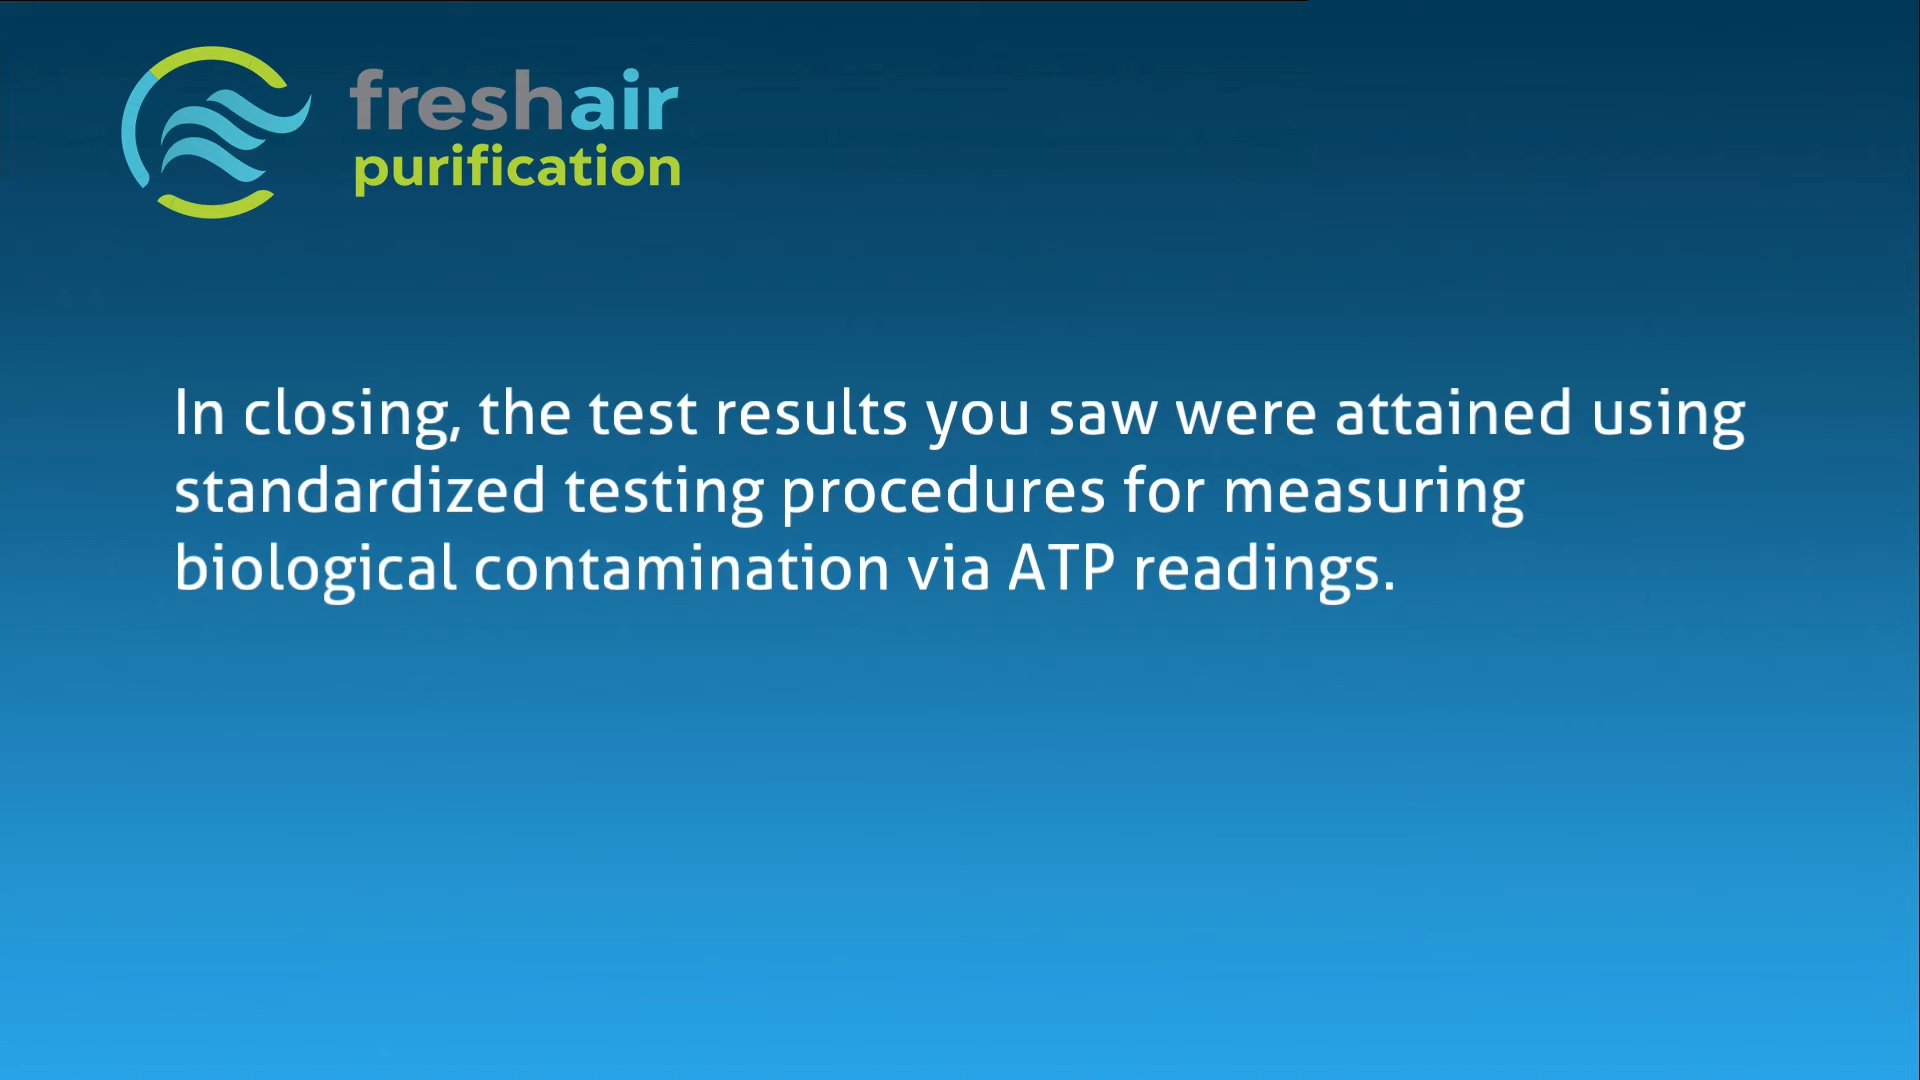 freshair
purification
In closing, the test results you saw were attained using
standardized testing procedures for measuring
biological contamination via ATP readings.